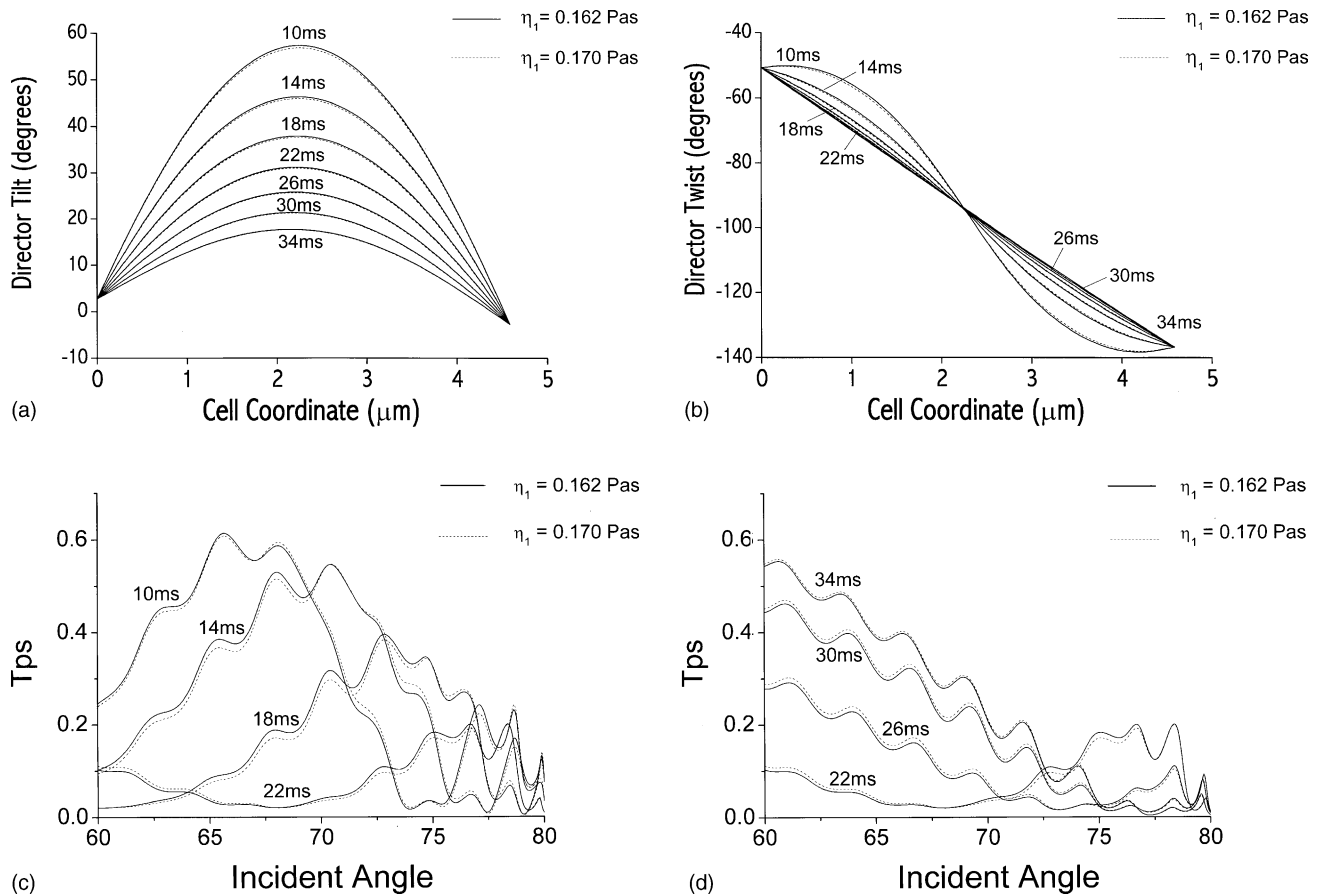 η1= 0.162 Pas
η1= 0.170 Pas
Director Tilt (degrees)
60
50
40
30
20
10
0
-10
10ms
14ms
18ms
22ms
26ms
30ms
34ms
0 1 2 3 4 5
Cell Coordinate (μm)
(a)
η1= 0.162 Pas
η1= 0.170 Pas
Director Twist (degrees)
-40
-60
-80
-100
-120
-140
10ms
14ms
18ms
22ms
26ms
30ms
34ms
0 1 2 3 4 5
Cell Coordinate (μm)
(b)
η1 = 0.162 Pas
η1 = 0.170 Pas
Tps
0.6
0.4
0.2
0.0
10ms
14ms
18ms
22ms
60 65 70 75 80
Incident Angle
(c)
η1 = 0.162 Pas
η1 = 0.170 Pas
Tps
0.6
0.4
0.2
0.0
34ms
30ms
26ms
22ms
60 65 70 75 80
Incident Angle
(d)